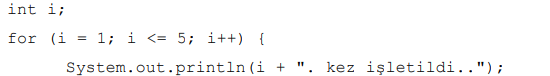 int i;
for (i = 1; i <= 5; i++) {
System.out.println(i + ". kez işletildi..");